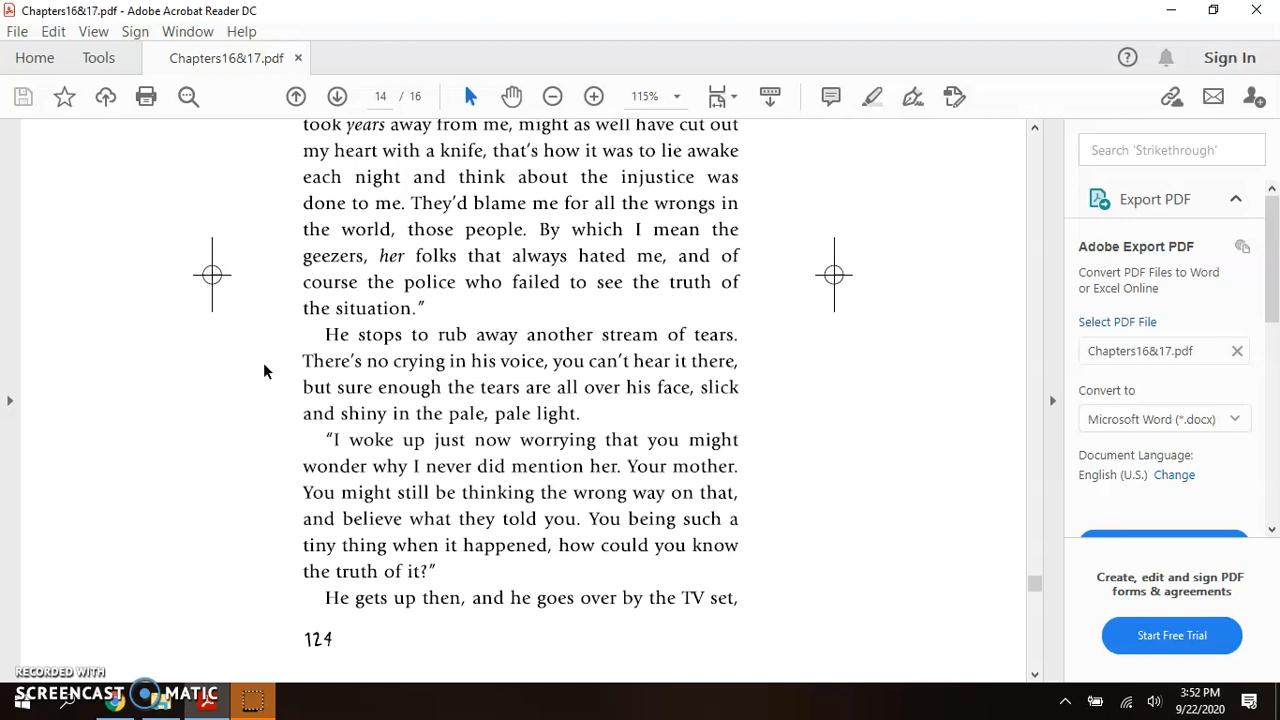 Chapters16&17.pdf - Adobe Acrobat Reader DC
File Edit View Sign Window Help
Home Tools Chapters16&17.pdf × Sign In
14 / 16 115%
took years away from me, might as well have cut out
my heart with a knife, that's how it was to lie awake
each night and think about the injustice was
done to me. They'd blame me for all the wrongs in
the world, those people. By which I mean the
geezers, her folks that always hated me, and of
course the police who failed to see the truth of
the situation."
He stops to rub away another stream of tears.
There's no crying in his voice, you can't hear it there,
but sure enough the tears are all over his face, slick
and shiny in the pale, pale light.
"I woke up just now worrying that you might
wonder why I never did mention her. Your mother.
You might still be thinking the wrong way on that,
and believe what they told you. You being such a
tiny thing when it happened, how could you know
the truth of it?"
He gets up then, and he goes over by the TV set,
124
Search 'Strikethrough'
Export PDF
Adobe Export PDF
Convert PDF Files to Word
or Excel Online
Select PDF File
Chapters16&17.pdf
Convert to
Microsoft Word (*.docx)
Document Language:
English (U.S.) Change
Create, edit and sign PDF
forms & agreements
Start Free Trial
RECORDED WITH
SCREENCAST MATIC
3:52 PM
9/22/2020